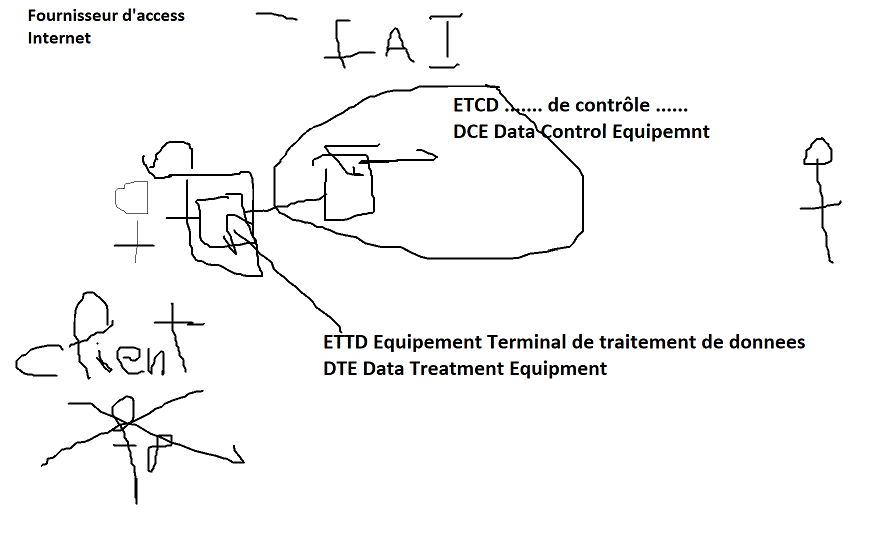 Fournisseur d'access
Internet
FAI
ETCD ....... de contrôle ......
DCE Data Control Equipemnt
ETTD Equipement Terminal de traitement de donnees
DTE Data Treatment Equipment
client